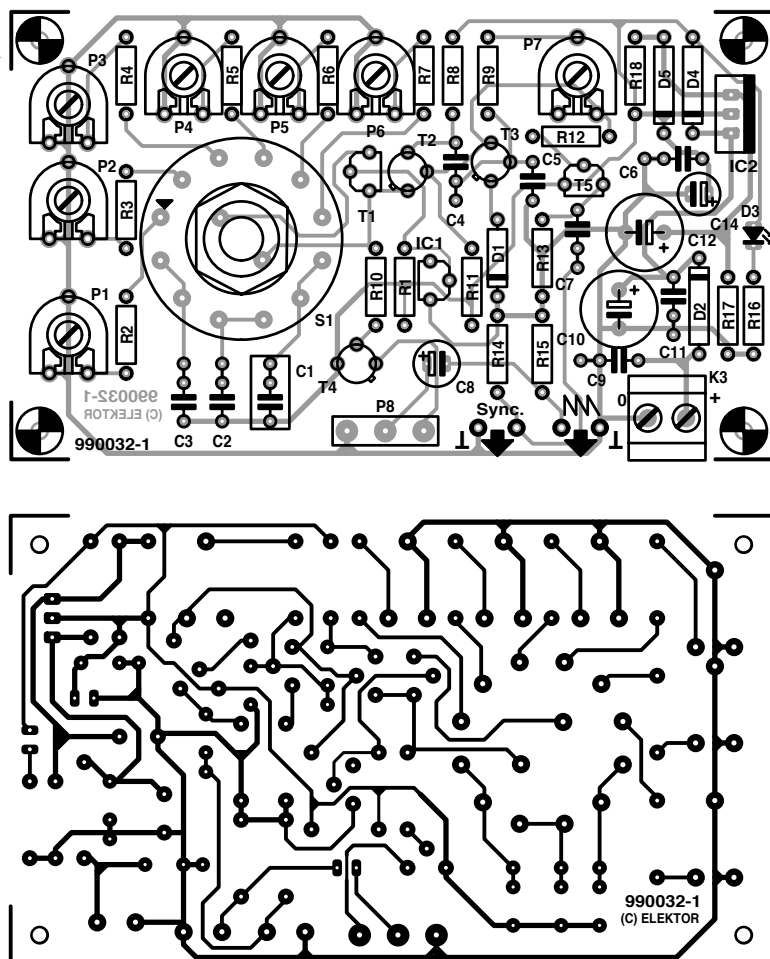 P3
R4
R5
R6
R7
R8
R9
P7
R18
D5
D4
P4
P5
P6
T2
T3
R12
IC2
P2
R3
T1
C4
C5
T5
C6
C14
D3
IC1
C12
P1
R2
S1
R10
R1
R11
D1
R13
C7
D2
R17
R16
C10
C11
C1
T4
C8
R14
R15
C9
K3
990032-1
(C) ELEKTOR
P8
Sync.
0
+
990032-1
C3
C2
⊥
⊥
990032-1
(C) ELEKTOR